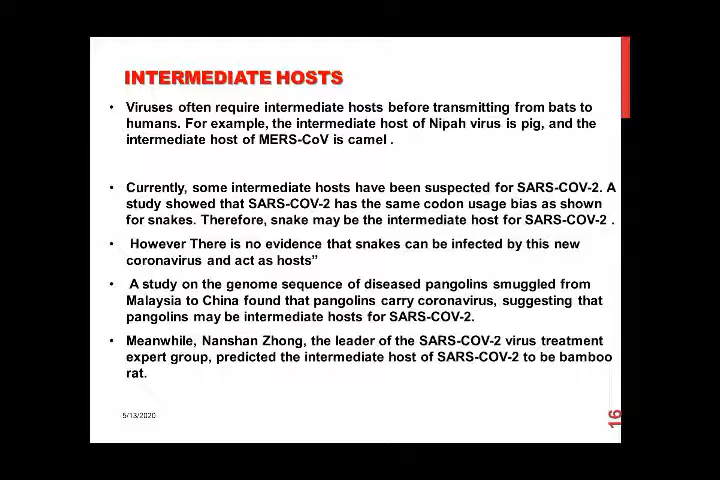 INTERMEDIATE HOSTS
• Viruses often require intermediate hosts before transmitting from bats to
humans. For example, the intermediate host of Nipah virus is pig, and the
intermediate host of MERS-CoV is camel .
• Currently, some intermediate hosts have been suspected for SARS-COV-2. A
study showed that SARS-COV-2 has the same codon usage bias as shown
for snakes. Therefore, snake may be the intermediate host for SARS-COV-2 .
• However There is no evidence that snakes can be infected by this new
coronavirus and act as hosts”
• A study on the genome sequence of diseased pangolins smuggled from
Malaysia to China found that pangolins carry coronavirus, suggesting that
pangolins may be intermediate hosts for SARS-COV-2.
• Meanwhile, Nanshan Zhong, the leader of the SARS-COV-2 virus treatment
expert group, predicted the intermediate host of SARS-COV-2 to be bamboo
rat.
5/13/2020
16